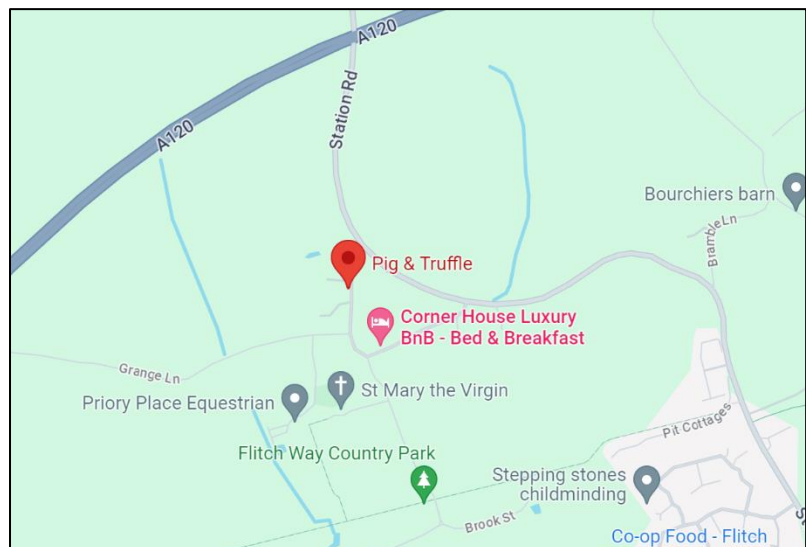 A120
Station Rd
A120
Bourchiers barn
Bramble Ln
Pig & Truffle
Corner House Luxury
BnB - Bed & Breakfast
Grange Ln
St Mary the Virgin
Priory Place Equestrian
Pit Cottages
Flitch Way Country Park
Stepping stones
childminding
Brook St
Co-op Food - Flitch